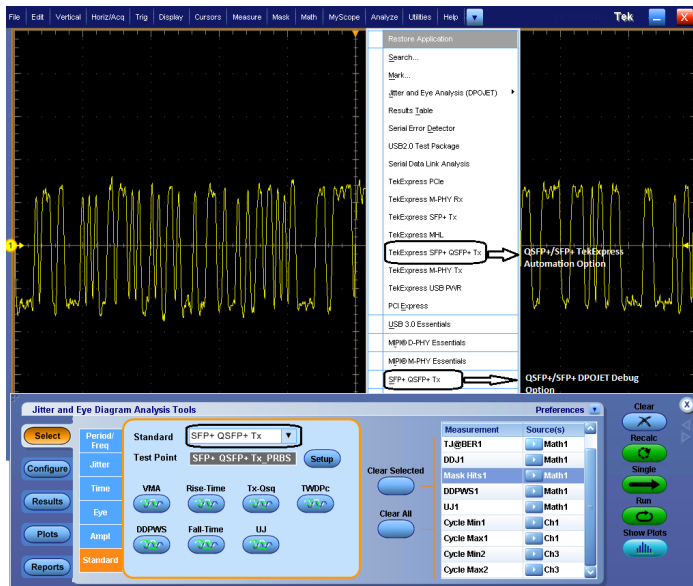 File Edit Vertical Horiz/Acq Trig Display Cursors Measure Mask Math MyScope Analyze Utilities Help Tek X
Restore Application
Search...
Mark...
Jitter and Eye Analysis (DPOJET)
Results Table
Serial Error Detector
USB2.0 Test Package
Serial Data Link Analysis
TekExpress PCIe
TekExpress M-PHY Rx
TekExpress SFP+ Tx
TekExpress MHL
TekExpress SFP+ QSFP+ Tx
QSFP+/SFP+ TekExpress
Automation Option
TekExpress M-PHY Tx
TekExpress USB PWR
PCI Express
USB 3.0 Essentials
MIPI® D-PHY Essentials
MIPI® M-PHY Essentials
SFP+ QSFP+ Tx
QSFP+/SFP+ DPOJET Debug
Option
1
Jitter and Eye Diagram Analysis Tools
Preferences
X
Select
Configure
Results
Plots
Reports
Period/
Freq
Jitter
Time
Eye
Ampl
Standard
Standard SFP+ QSFP+ Tx
Test Point SFP+ QSFP+ Tx_PRBS Setup
VMA Rise-Time Tx-Qsq TWDPc
DDPWS Fall-Time UJ
Clear Selected
Clear All
Measurement Source(s)
TJ@BER1 Math1
DDJ1 Math1
Mask Hits1 Math1
DDPWS1 Math1
UJ1 Math1
Cycle Min1 Ch1
Cycle Max1 Ch1
Cycle Min2 Ch3
Cycle Max2 Ch3
Clear
Recalc
Single
Run
Show Plots